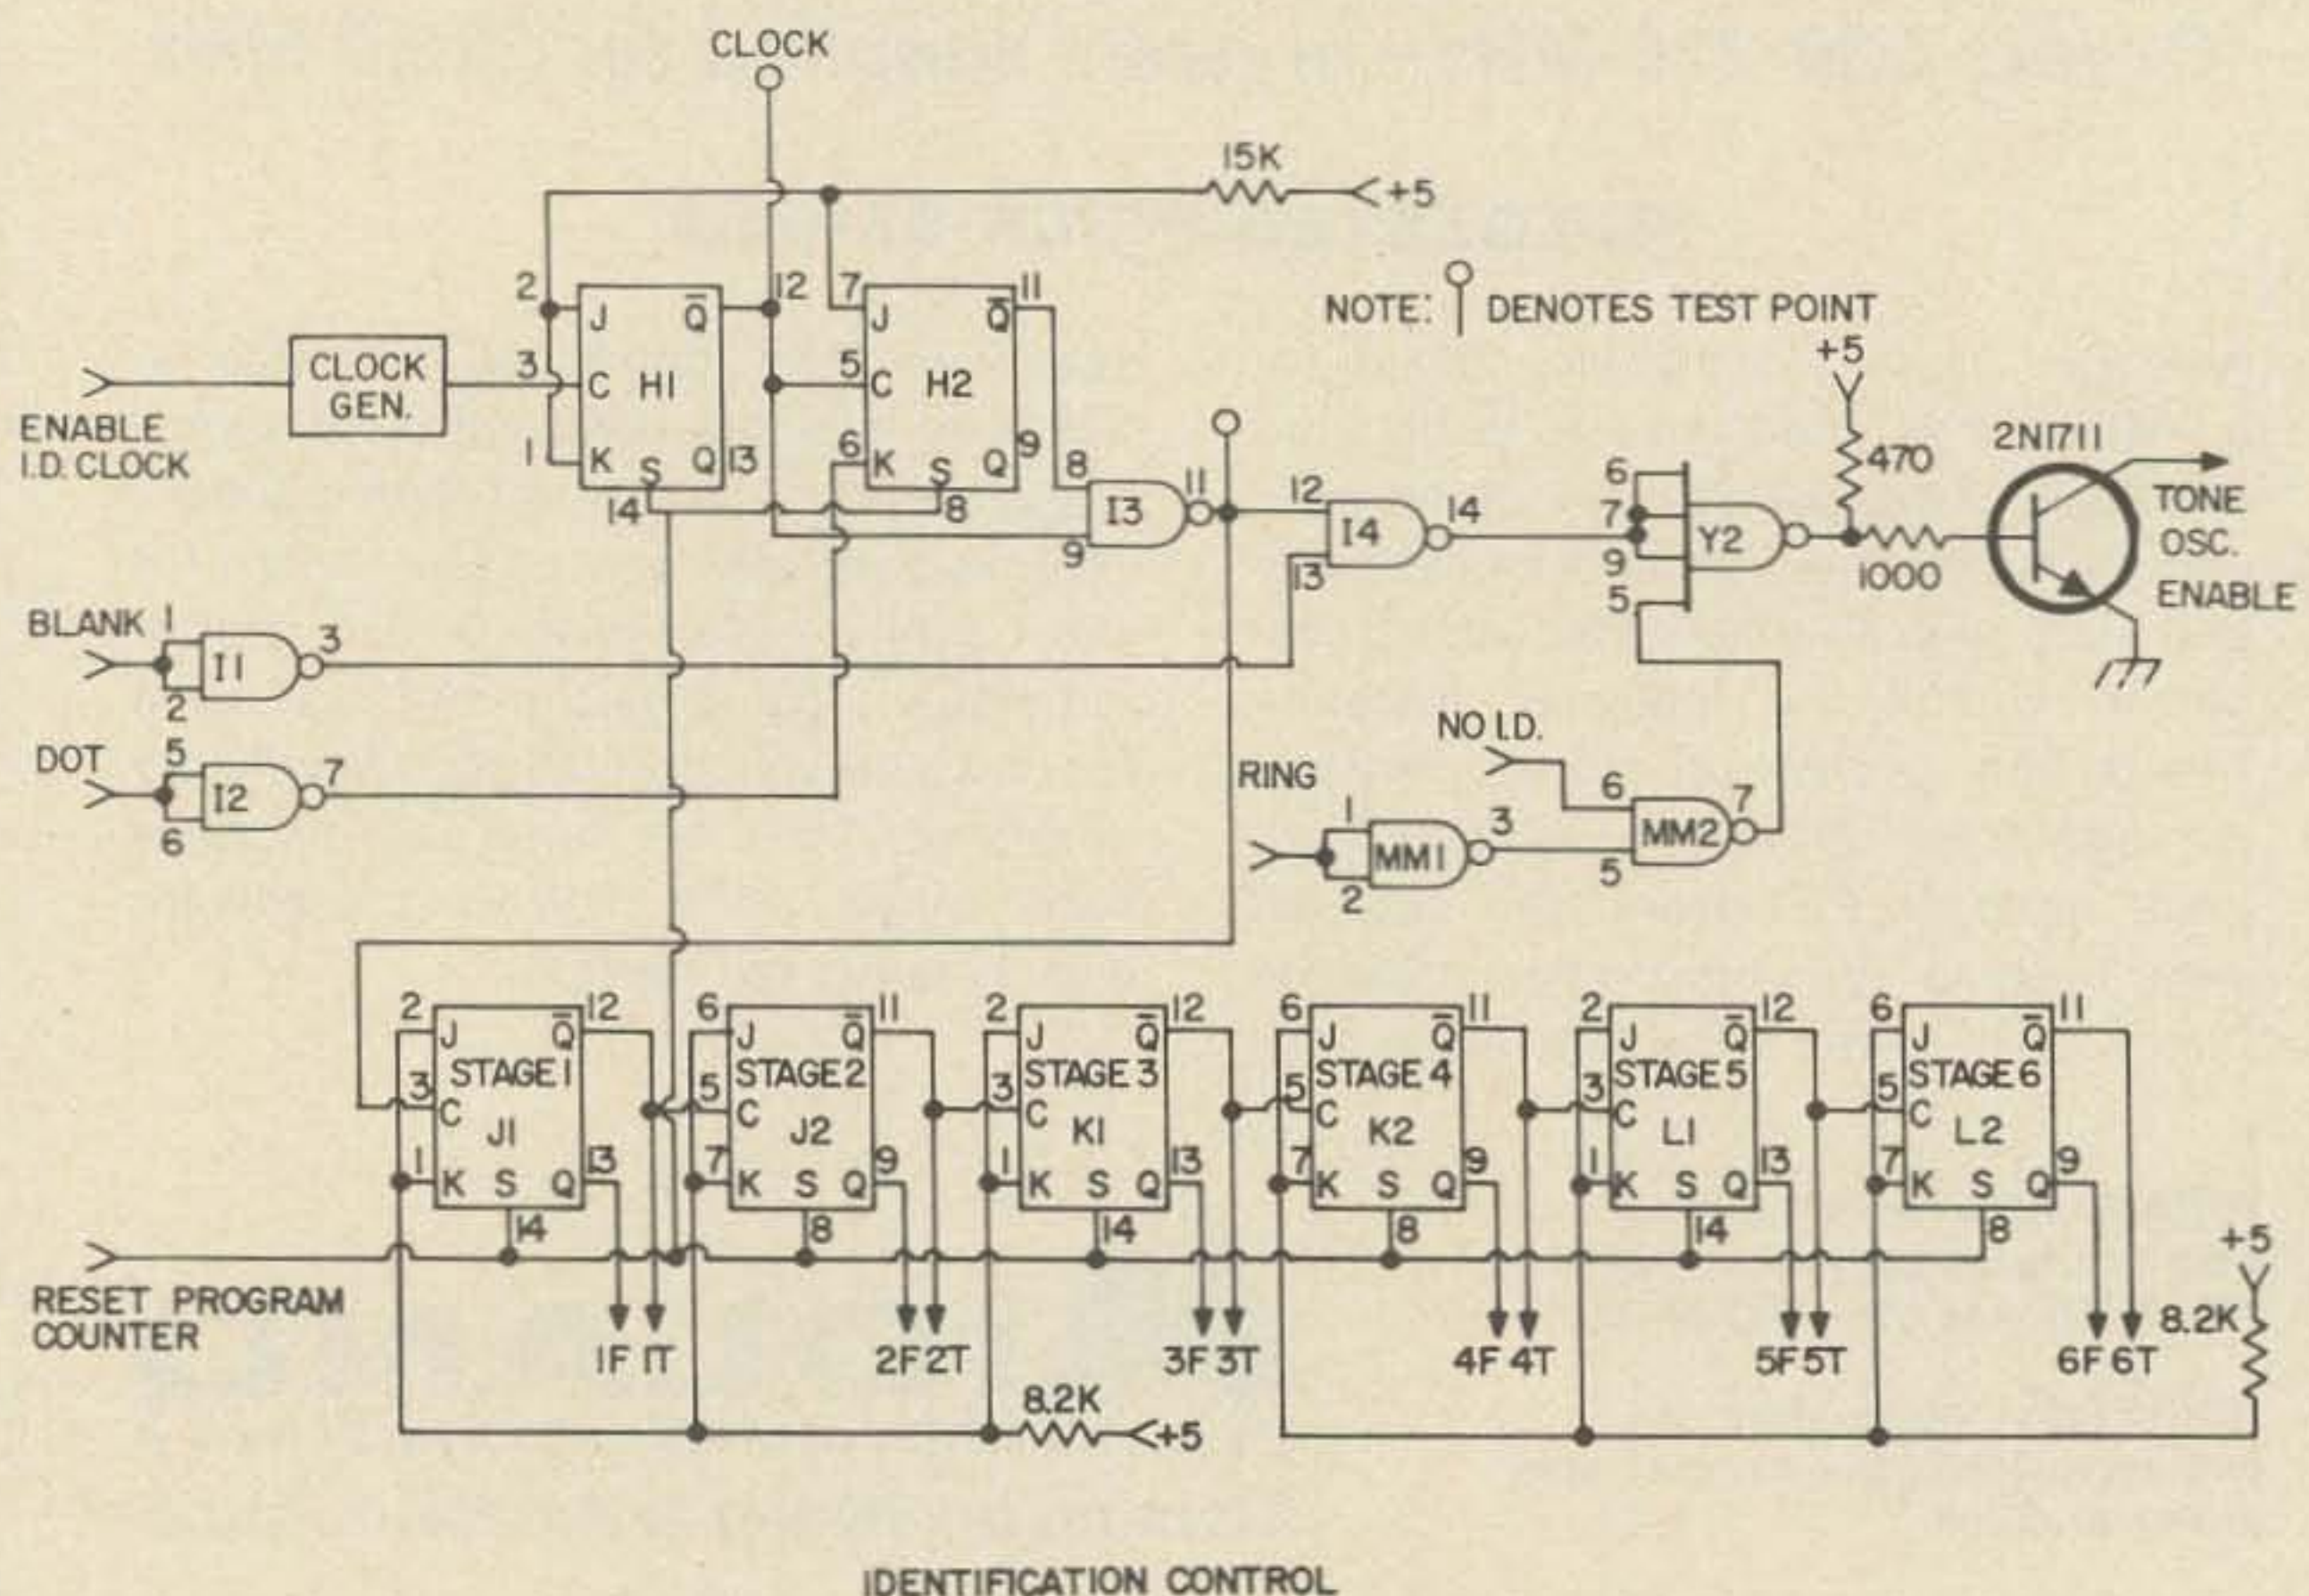 CLOCK
15K
+5
2
12
7
11
J
Q̅
J
Q̅
NOTE: DENOTES TEST POINT
+5
CLOCK
GEN.
3
C
H1
5
C
H2
ENABLE
I.D. CLOCK
1
K
S
Q
13
6
K
S
Q
9
14
8
8
9
I3
11
12
13
I4
14
6
7
9
5
Y2
470
1000
2N1711
TONE
OSC.
ENABLE
BLANK
1
2
I1
3
DOT
5
6
I2
7
NO I.D.
RING
1
2
MM1
3
6
5
MM2
7
2
12
6
11
2
12
6
11
2
12
6
11
J
Q̅
J
Q̅
J
Q̅
J
Q̅
J
Q̅
J
Q̅
STAGE 1
STAGE 2
STAGE 3
STAGE 4
STAGE 5
STAGE 6
3
C
5
C
3
C
5
C
3
C
5
C
J1
J2
K1
K2
L1
L2
1
13
7
9
1
13
7
9
1
13
7
9
K S Q
K S Q
K S Q
K S Q
K S Q
K S Q
14
8
14
8
14
8
+5
RESET PROGRAM
COUNTER
1F 1T
2F 2T
3F 3T
4F 4T
5F 5T
6F 6T
8.2K
8.2K
+5
IDENTIFICATION CONTROL